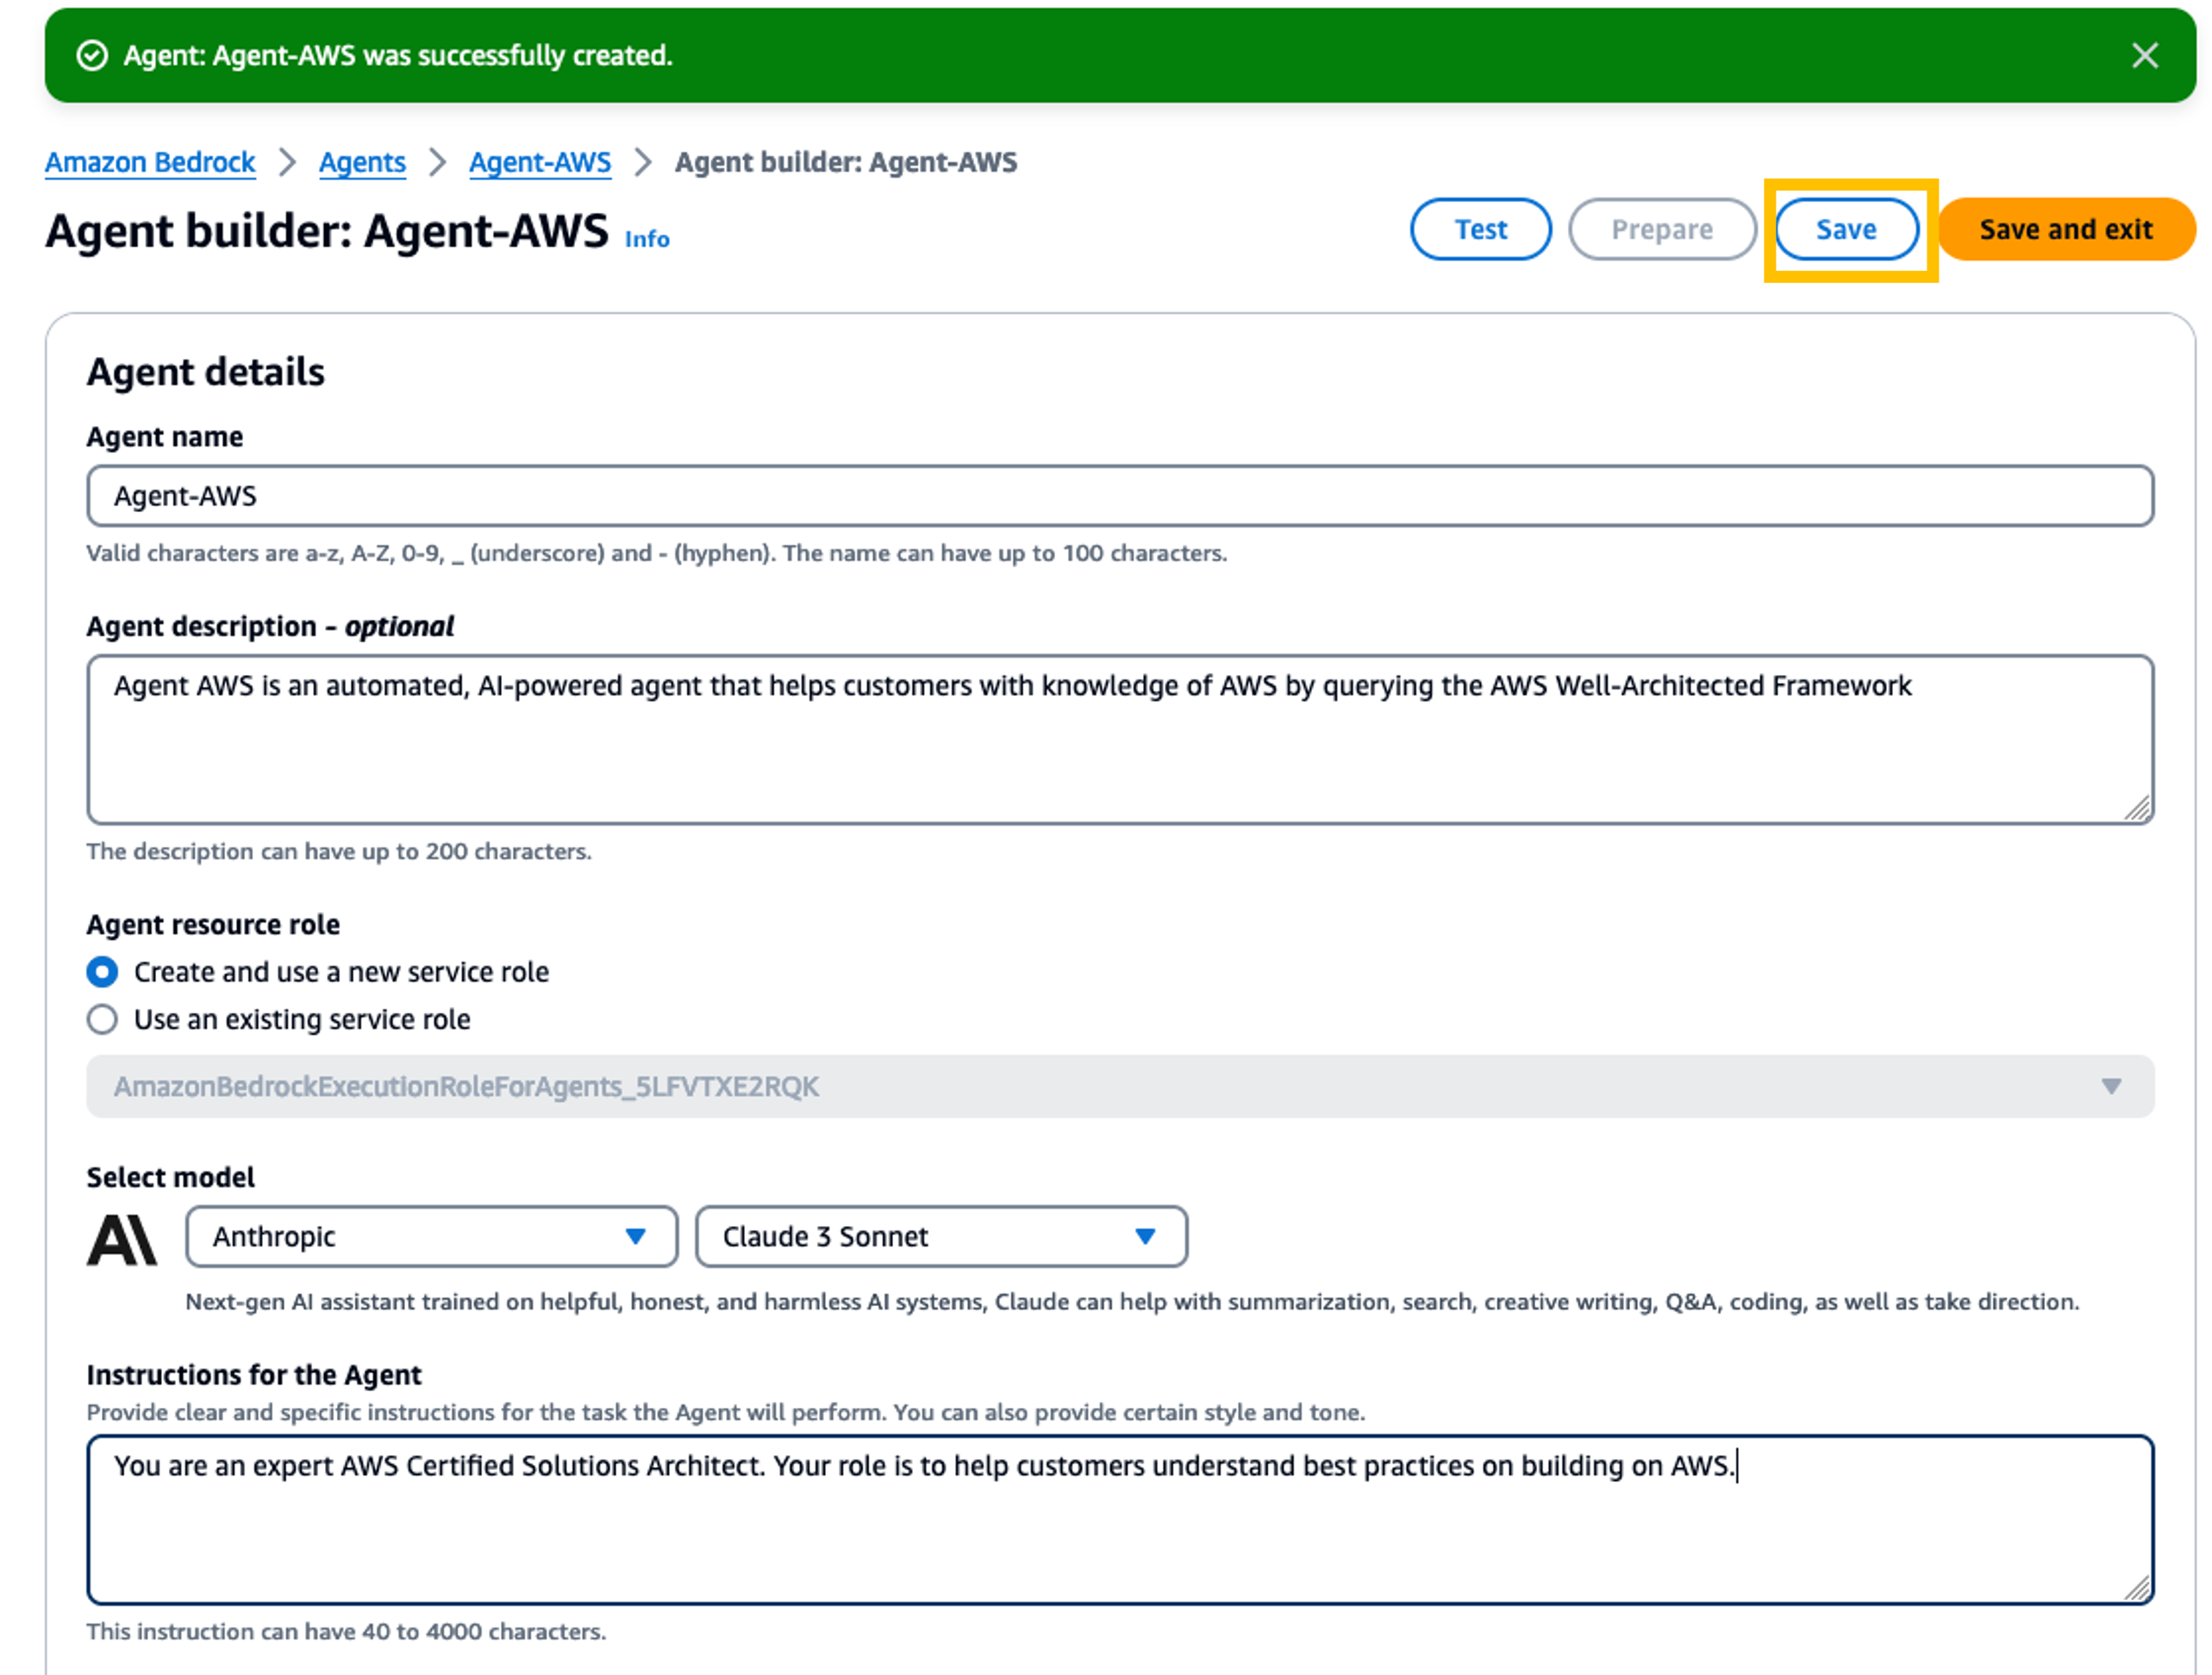 Agent: Agent-AWS was successfully created.
Amazon Bedrock > Agents > Agent-AWS > Agent builder: Agent-AWS
Agent builder: Agent-AWS Info
Test Prepare Save Save and exit
Agent details
Agent name
Agent-AWS
Valid characters are a-z, A-Z, 0-9, _ (underscore) and - (hyphen). The name can have up to 100 characters.
Agent description – optional
Agent AWS is an automated, AI-powered agent that helps customers with knowledge of AWS by querying the AWS Well-Architected Framework
The description can have up to 200 characters.
Agent resource role
Create and use a new service role
Use an existing service role
AmazonBedrockExecutionRoleForAgents_5LFVTXE2RQK
Select model
Anthropic Claude 3 Sonnet
Next-gen AI assistant trained on helpful, honest, and harmless AI systems, Claude can help with summarization, search, creative writing, Q&A, coding, as well as take direction.
Instructions for the Agent
Provide clear and specific instructions for the task the Agent will perform. You can also provide certain style and tone.
You are an expert AWS Certified Solutions Architect. Your role is to help customers understand best practices on building on AWS.
This instruction can have 40 to 4000 characters.